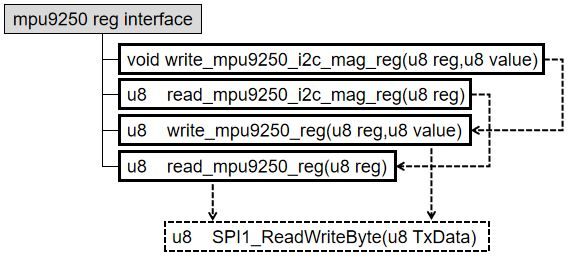 mpu9250 reg interface
void write_mpu9250_i2c_mag_reg(u8 reg,u8 value)
u8 read_mpu9250_i2c_mag_reg(u8 reg)
u8 write_mpu9250_reg(u8 reg,u8 value)
u8 read_mpu9250_reg(u8 reg)
u8 SPI1_ReadWriteByte(u8 TxData)